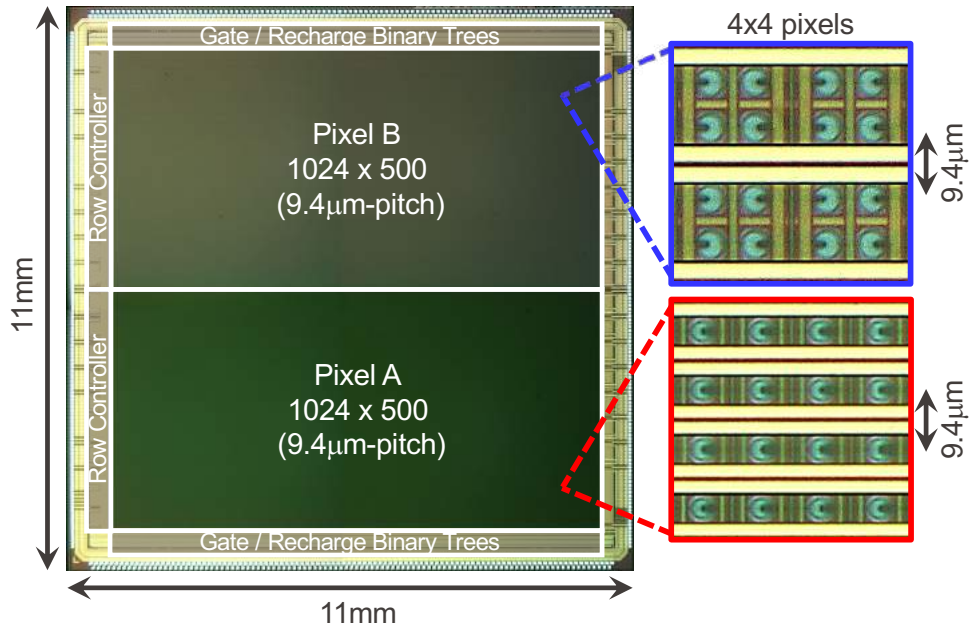 Gate / Recharge Binary Trees
4x4 pixels
Row Controller
Pixel B
1024 x 500
(9.4μm-pitch)
9.4μm
11mm
Row Controller
Pixel A
1024 x 500
(9.4μm-pitch)
9.4μm
Gate / Recharge Binary Trees
11mm